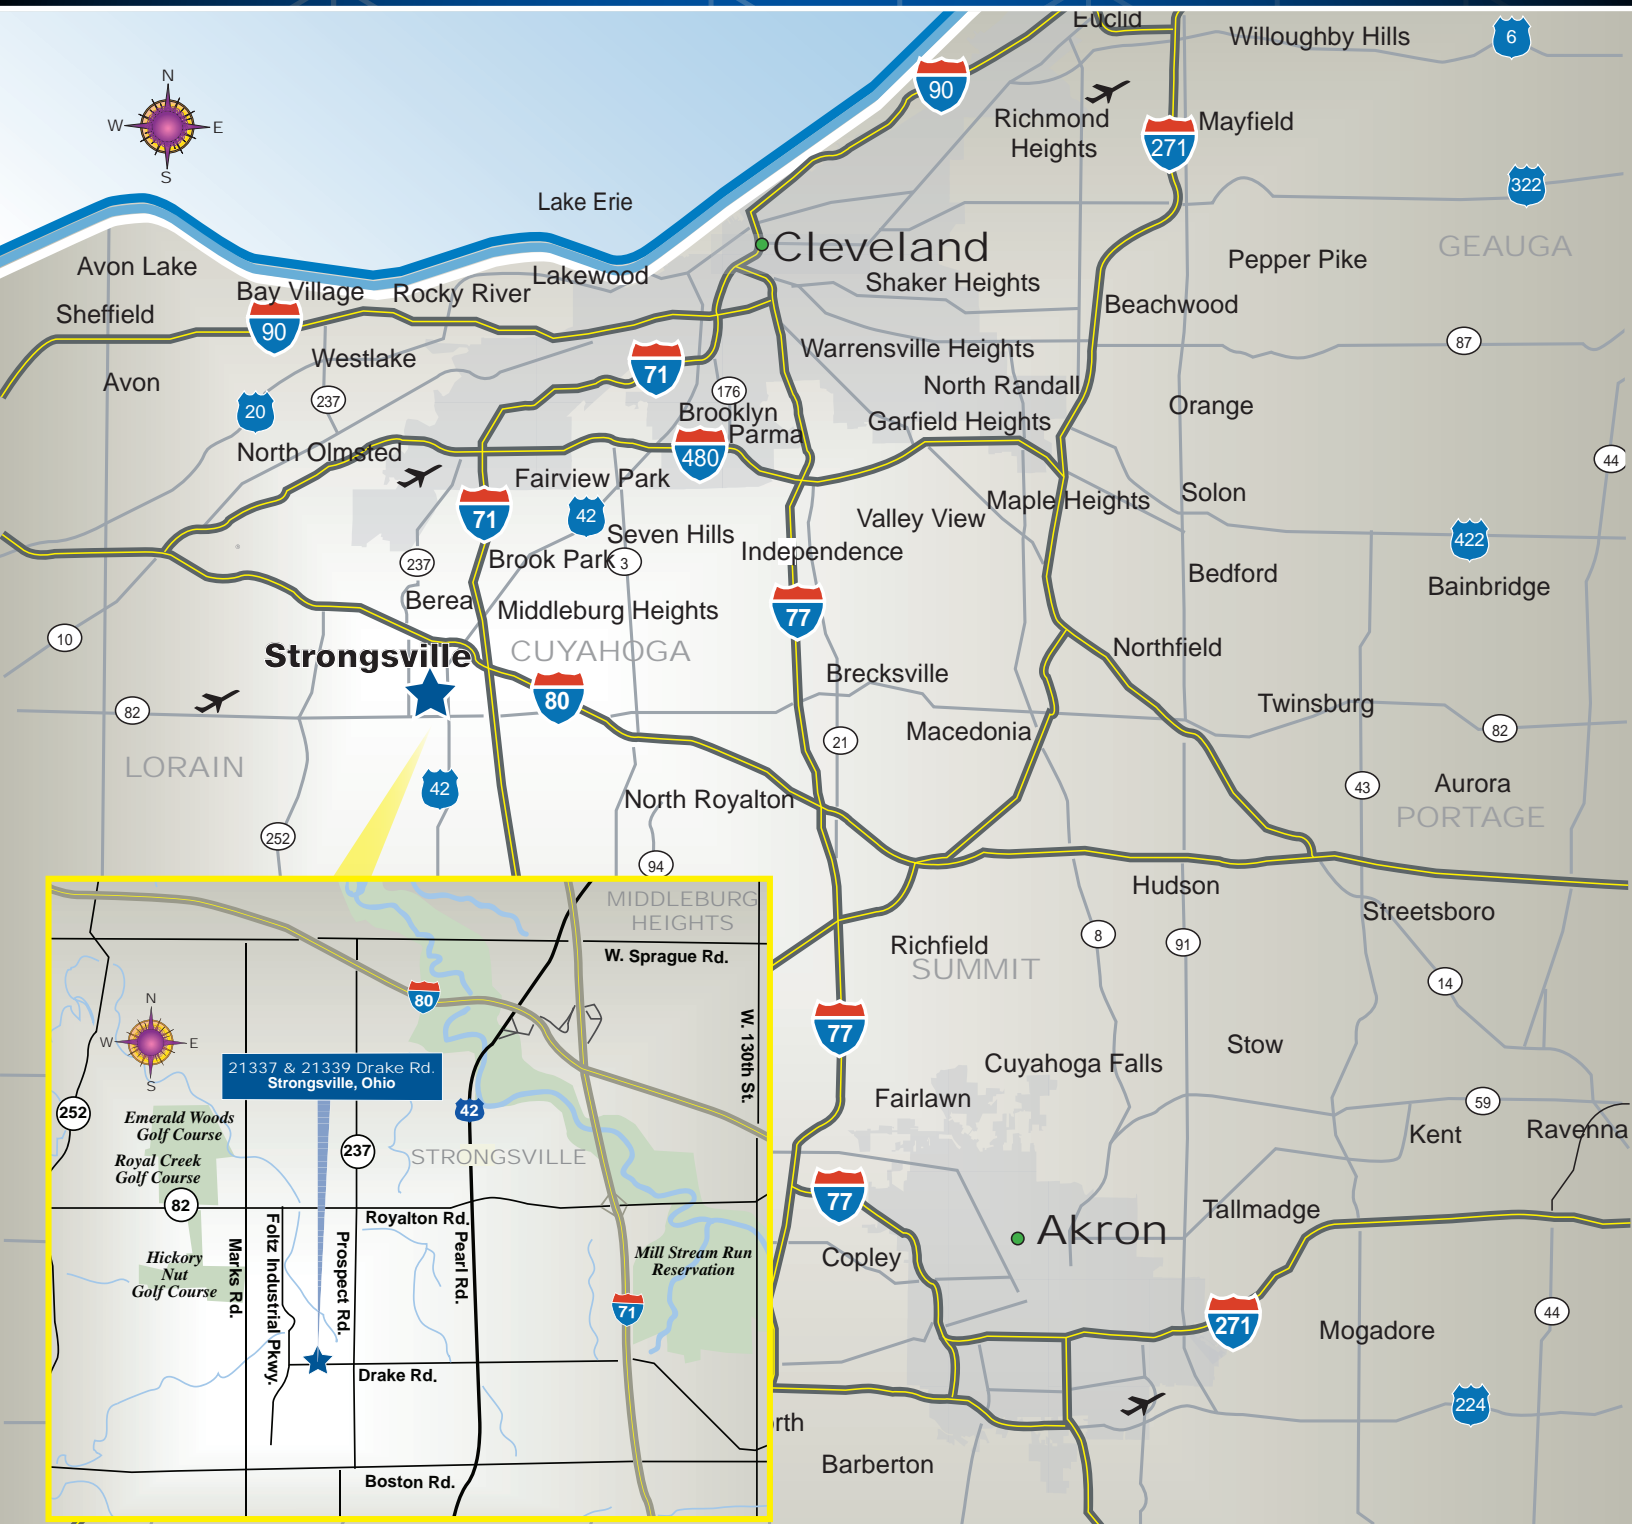 Euclid
Willoughby Hills
6
N
W
E
S
90
Richmond
Heights
271
Mayfield
322
Lake Erie
Cleveland
GEAUGA
Pepper Pike
Avon Lake
Lakewood
Shaker Heights
Bay Village
Rocky River
Beachwood
Sheffield
90
Westlake
71
Warrensville Heights
87
Avon
237
176
North Randall
20
Brooklyn
Orange
Parma
Garfield Heights
North Olmsted
480
44
Fairview Park
Maple Heights
Solon
71
42
Seven Hills
Valley View
422
237
Brook Park
3
Independence
Bedford
Bainbridge
Berea
Middleburg Heights
77
10
Strongsville
CUYAHOGA
Northfield
80
Brecksville
82
Twinsburg
21
Macedonia
82
LORAIN
42
North Royalton
43
Aurora
PORTAGE
252
94
Hudson
Streetsboro
8
91
Richfield
SUMMIT
14
77
Stow
Cuyahoga Falls
Fairlawn
59
Kent
Ravenna
77
Tallmadge
Akron
Copley
271
44
Mogadore
224
rth
Barberton
MIDDLEBURG
HEIGHTS
W. Sprague Rd.
80
N
W
E
S
W. 130th St.
21337 & 21339 Drake Rd.
Strongsville, Ohio
252
42
Emerald Woods
Golf Course
237
STRONGSVILLE
Royal Creek
Golf Course
82
Royalton Rd.
Foltz Industrial Pkwy.
Marks Rd.
Prospect Rd.
Pearl Rd.
Hickory
Nut
Golf Course
Mill Stream Run
Reservation
71
Drake Rd.
Boston Rd.